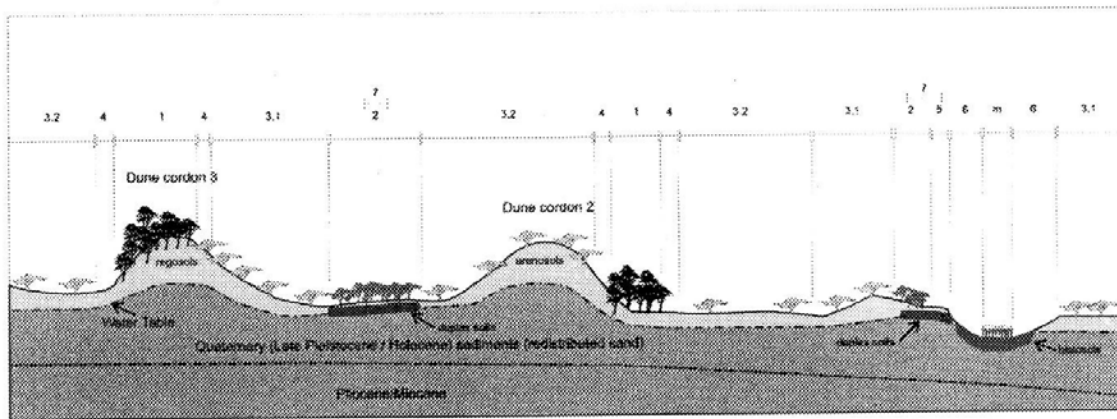 ? ?
3.2 4 1 4 3.1 2 3.2 4 1 4 3.2 3.1 2 5 6 m 6 3.1
Dune cordon 3
Dune cordon 2
regosols
arenosols
Water Table
duplex soils
duplex soils
histosols
Quaternary (Late Pleistocene / Holocene) sediments (redistributed sand)
Pliocene/Miocene